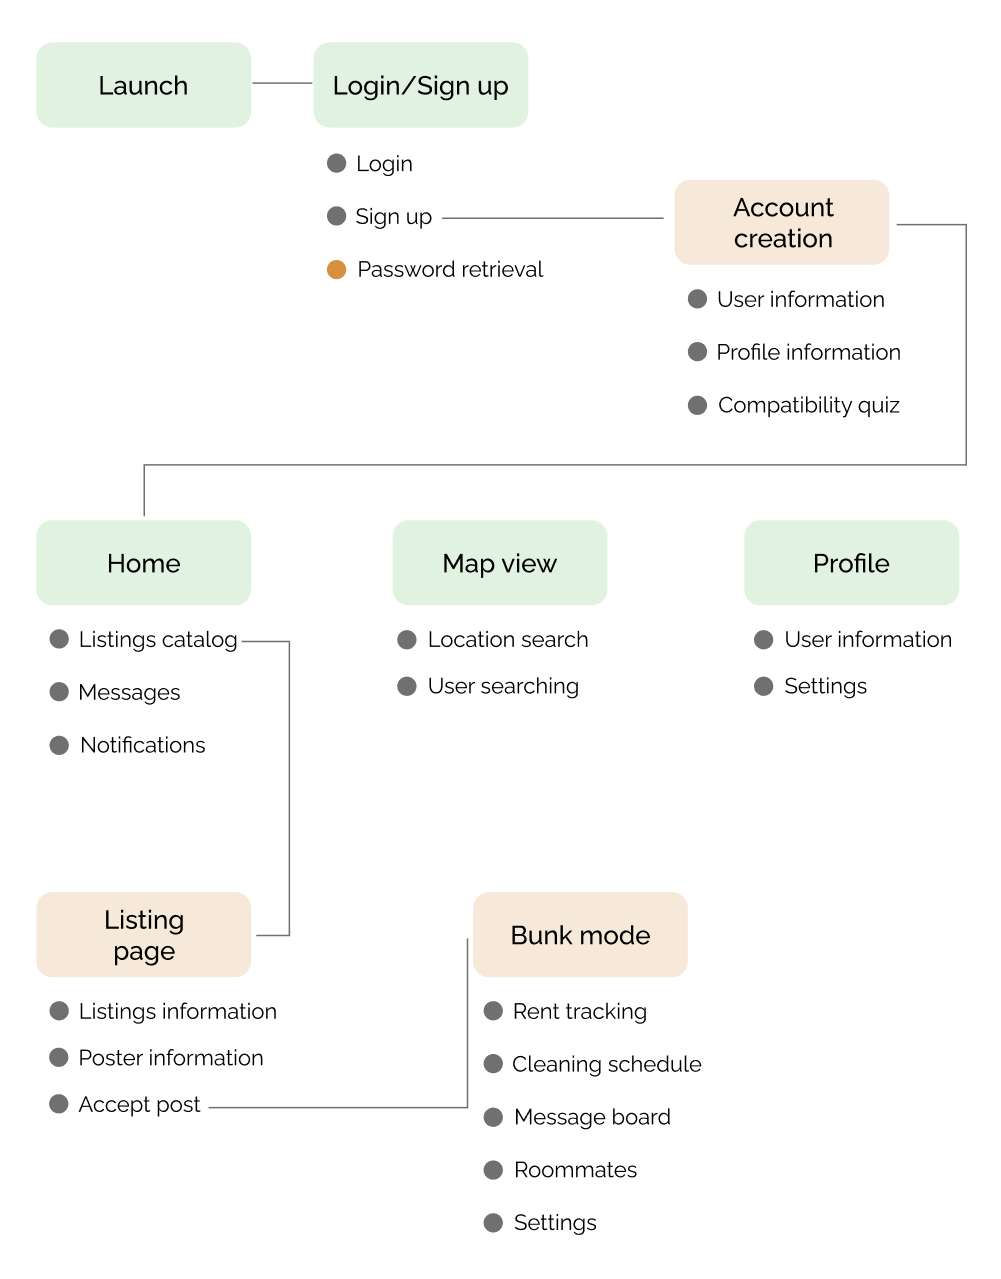 Launch
Login/Sign up
Login
Sign up
Password retrieval
Account
creation
User information
Profile information
Compatibility quiz
Home
Listings catalog
Messages
Notifications
Map view
Location search
User searching
Profile
User information
Settings
Listing
page
Listings information
Poster information
Accept post
Bunk mode
Rent tracking
Cleaning schedule
Message board
Roommates
Settings